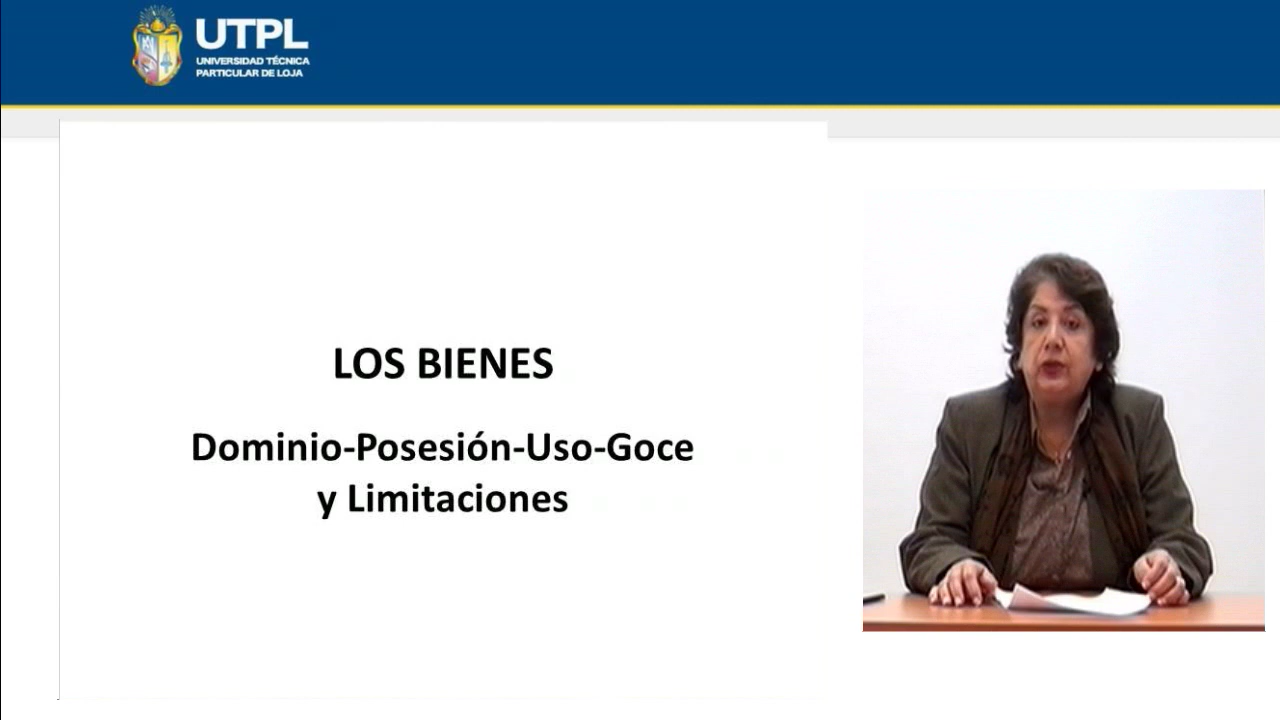 UTPL
UNIVERSIDAD TÉCNICA
PARTICULAR DE LOJA
LOS BIENES
Dominio-Posesión-Uso-Goce
y Limitaciones